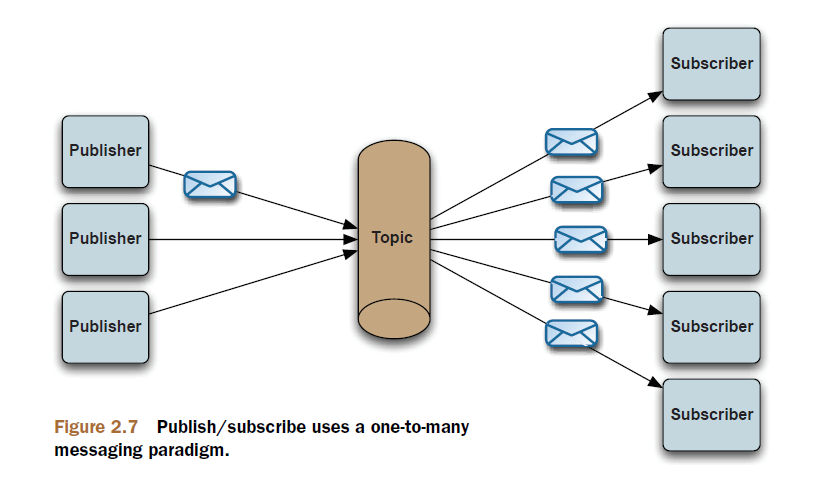 Publisher
Publisher
Publisher
Topic
Subscriber
Subscriber
Subscriber
Subscriber
Subscriber
Figure 2.7 Publish/subscribe uses a one-to-many
messaging paradigm.